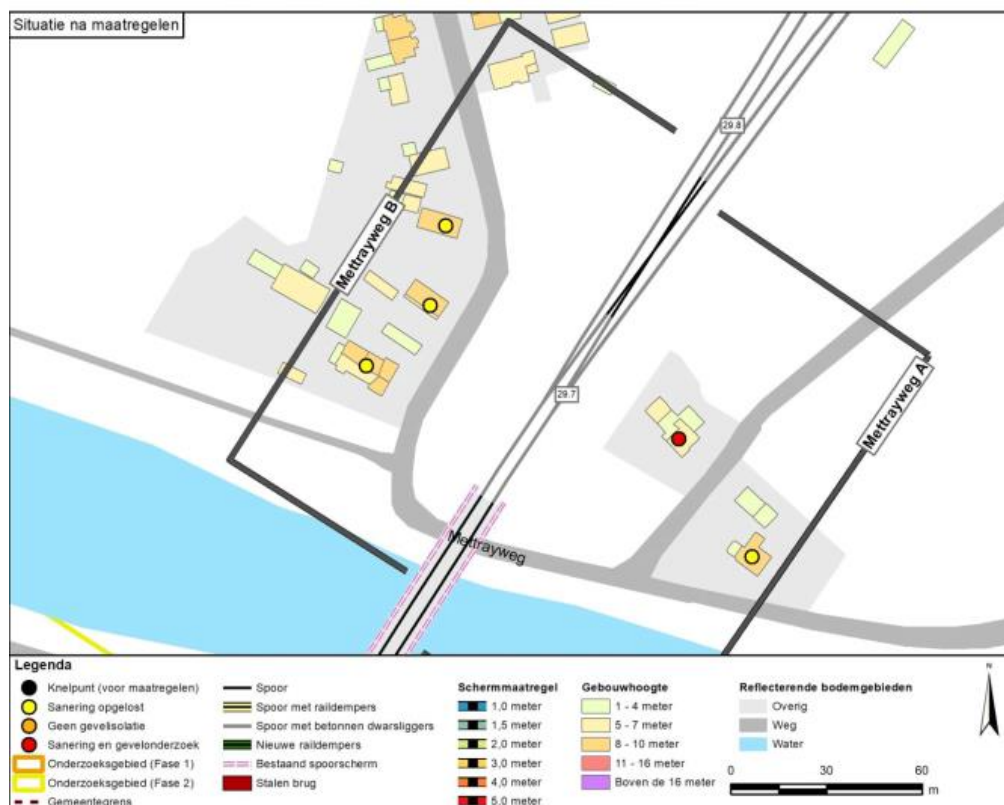 Situatie na maatregelen
29.8
Mettrayweg B
Mettrayweg A
29.7
Mettrayweg
Legenda
Knelpunt (voor maatregelen)
Sanering opgelost
Geen gevelisolatie
Sanering en gevelonderzoek
Onderzoeksgebied (Fase 1)
Onderzoeksgebied (Fase 2)
Gemeentegrens
Spoor
Spoor met raildempers
Spoor met betonnen dwarsliggers
Nieuwe raildempers
Bestaand spoorscherm
Stalen brug
Schermmaatregel
1,0 meter
1,5 meter
2,0 meter
3,0 meter
4,0 meter
5,0 meter
Gebouwhoogte
1 - 4 meter
5 - 7 meter
8 - 10 meter
11 - 16 meter
Boven de 16 meter
Reflecterende bodemgebieden
Overig
Weg
Water
N
0 30 60
m